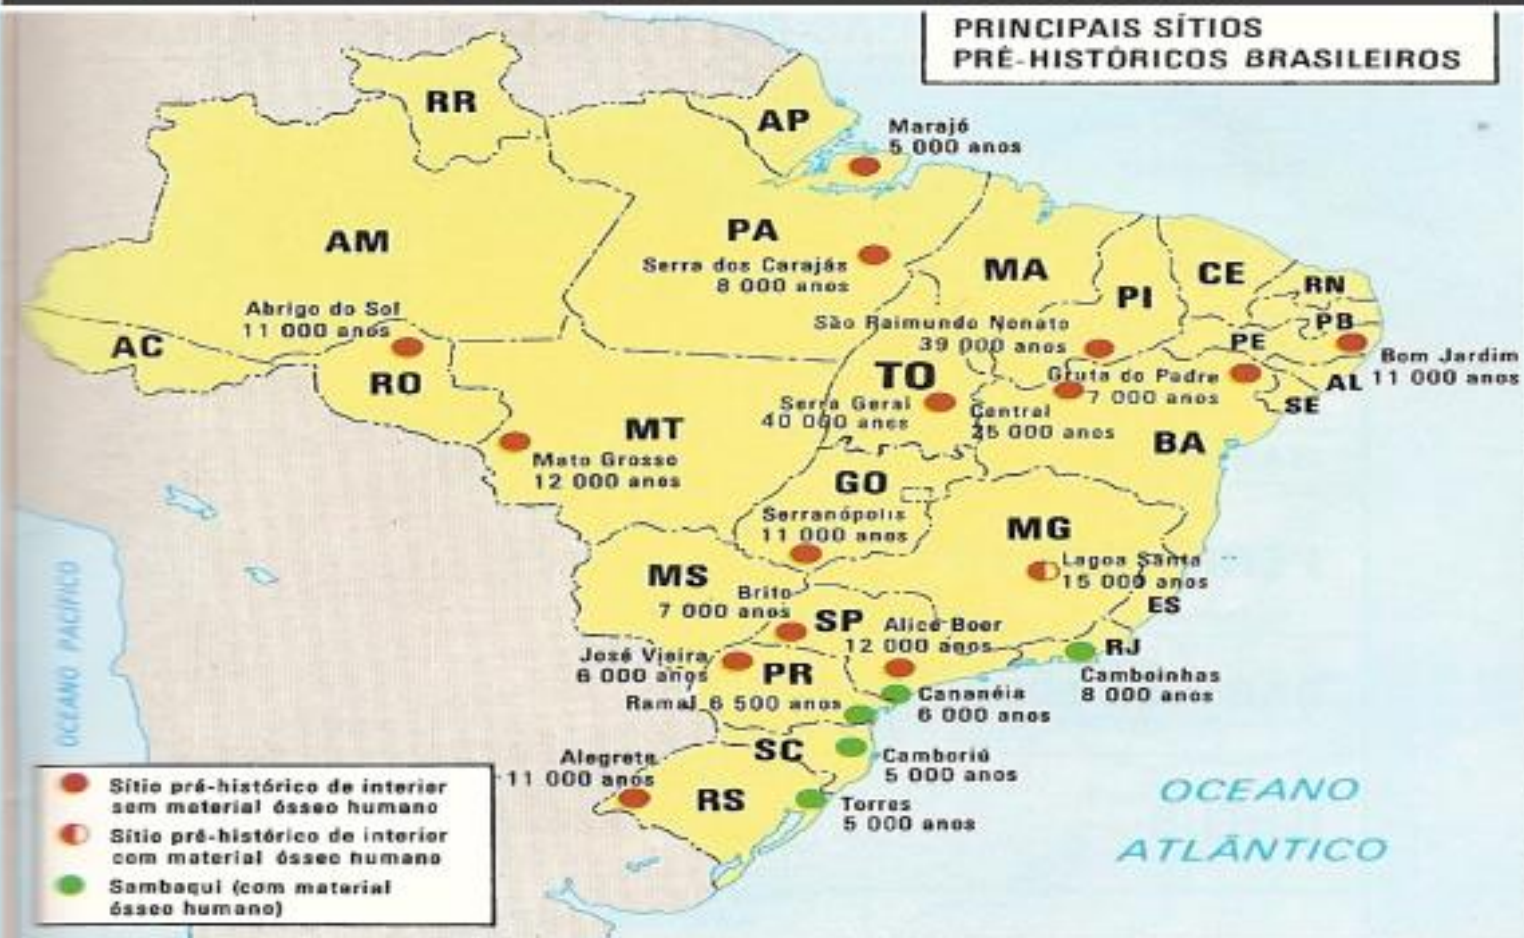 PRINCIPAIS SÍTIOS
PRÉ-HISTÓRICOS BRASILEIROS
RR
AP
Marajó
5 000 anos
AM
PA
Serra dos Carajás
8 000 anos
MA
PI
CE
RN
PB
PE
AL
SE
Abrigo do Sol
11 000 anos
AC
RO
São Raimundo Nonato
39 000 anos
Bom Jardim
11 000 anos
TO
Serra Geral
40 000 anos
Gruta do Padre
7 000 anos
Central
25 000 anos
BA
MT
Mato Grosso
12 000 anos
GO
Serranópolis
11 000 anos
MG
Lagoa Santa
15 000 anos
ES
MS
Brito
7 000 anos
SP
Alice Boer
12 000 anos
RJ
Camboinhas
8 000 anos
José Vieira
6 000 anos
PR
Ramal 6 500 anos
Cananéia
6 000 anos
SC
Camboriú
5 000 anos
Alegrete
11 000 anos
RS
Torres
5 000 anos
OCEANO PACÍFICO
OCEANO
ATLÂNTICO
Sítio pré-histórico de interior
sem material ósseo humano
Sítio pré-histórico de interior
com material ósseo humano
Sambaqui (com material
ósseo humano)